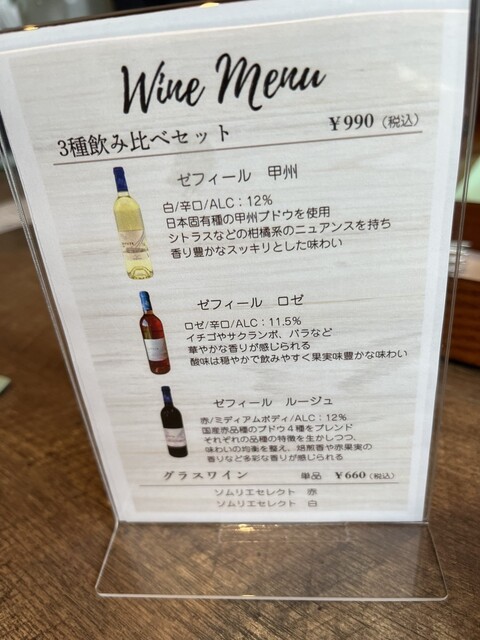 Wine Menu
3種飲み比べセット ￥990（税込）
ゼフィール 甲州
白/辛口/ALC：12%
日本固有種の甲州ブドウを使用
シトラスなどの柑橘系のニュアンスを持ち
香り豊かなスッキリとした味わい
ゼフィール ロゼ
ロゼ/辛口/ALC：11.5%
イチゴやサクランボ、バラなど
華やかな香りが感じられる
酸味は穏やかで飲みやすく果実味豊かな味わい
ゼフィール ルージュ
赤/ミディアムボディ/ALC：12%
国産赤品種のブドウ４種をブレンド
それぞれの品種の特徴を生かしつつ、
味わいの均衡を整え、焙煎香や赤果実の
香りなど多彩な香りが感じられる
グラスワイン 単品 ￥660（税込）
ソムリエセレクト 赤
ソムリエセレクト 白